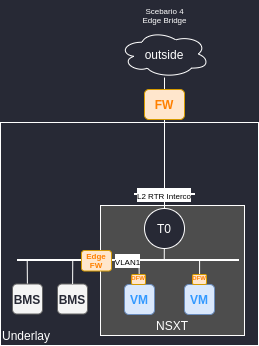 Scebario 4
Edge Bridge
outside
FW
L2 RTR Interco
T0
Edge
FW
VLAN1
DFW
DFW
BMS
BMS
VM
VM
NSXT
Underlay